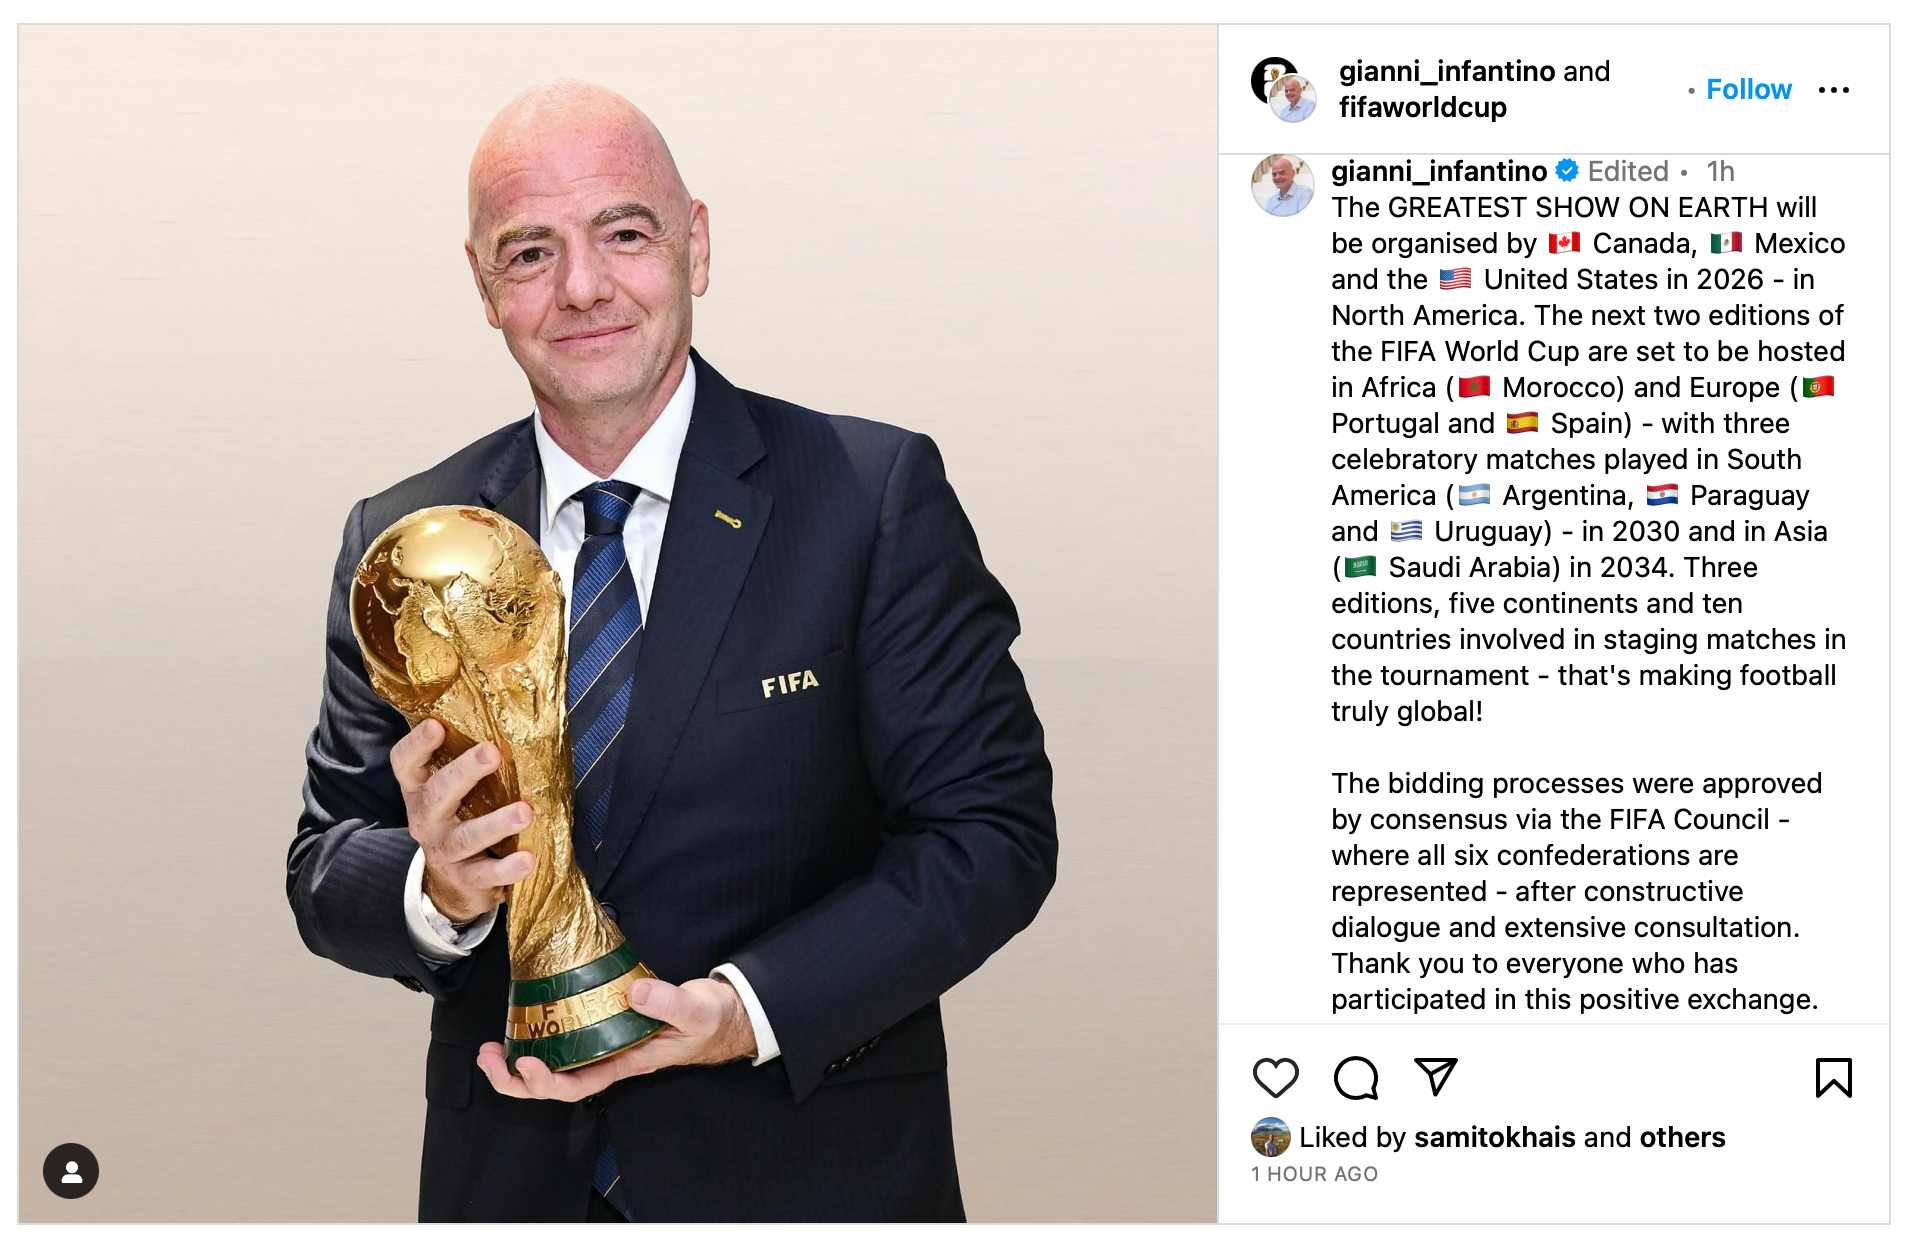 FIFA
FIFA
WORLD CUP
gianni_infantino and
fifaworldcup
• Follow
gianni_infantino Edited • 1h
The GREATEST SHOW ON EARTH will
be organised by 🇨🇦 Canada, 🇲🇽 Mexico
and the 🇺🇸 United States in 2026 - in
North America. The next two editions of
the FIFA World Cup are set to be hosted
in Africa (🇲🇦 Morocco) and Europe (🇵🇹
Portugal and 🇪🇸 Spain) - with three
celebratory matches played in South
America (🇦🇷 Argentina, 🇵🇾 Paraguay
and 🇺🇾 Uruguay) - in 2030 and in Asia
(🇸🇦 Saudi Arabia) in 2034. Three
editions, five continents and ten
countries involved in staging matches in
the tournament - that's making football
truly global!
The bidding processes were approved
by consensus via the FIFA Council -
where all six confederations are
represented - after constructive
dialogue and extensive consultation.
Thank you to everyone who has
participated in this positive exchange.
Liked by samitokhais and others
1 HOUR AGO